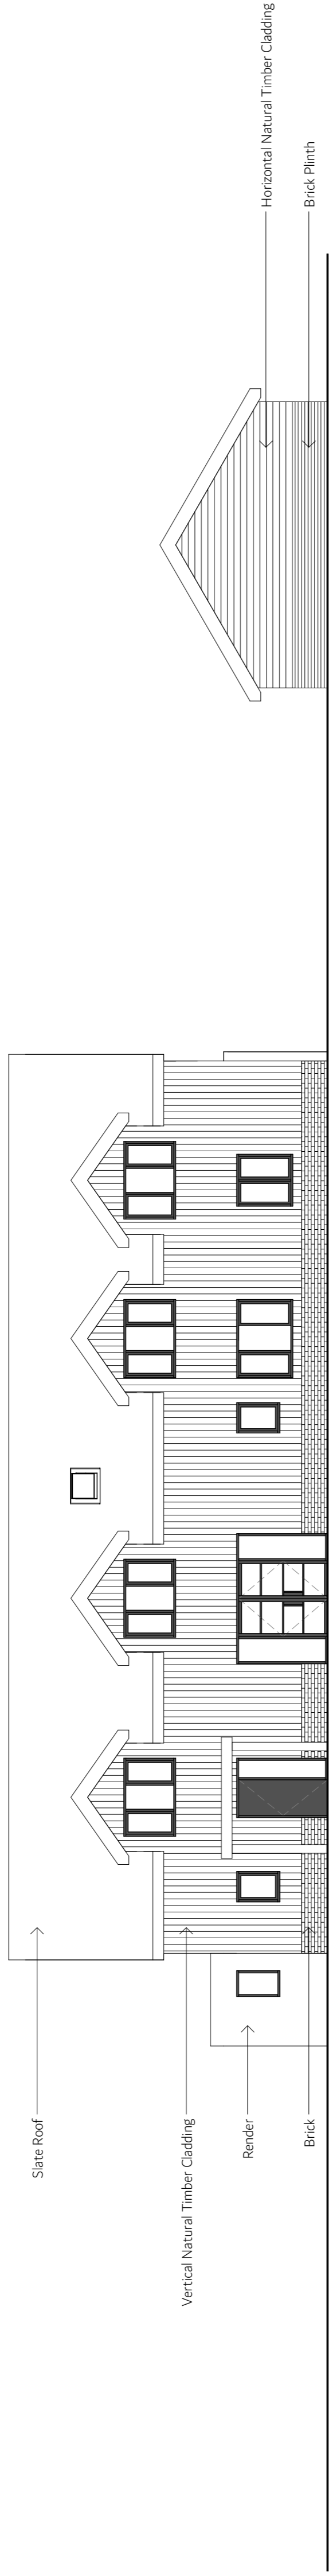 Slate Roof
Vertical Natural Timber Cladding
Render
Brick
Horizontal Natural Timber Cladding
Brick Plinth